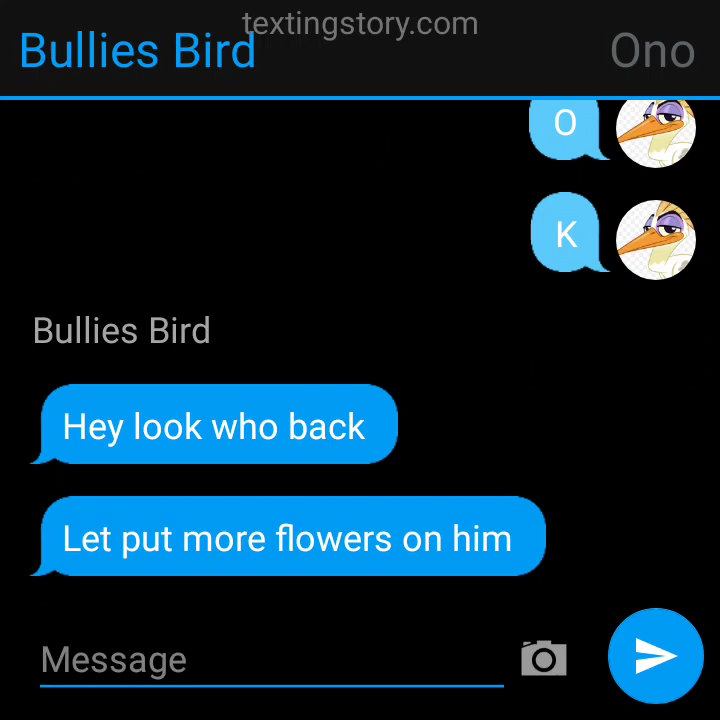 textingstory.com
Bullies Bird
Ono
O
K
Bullies Bird
Hey look who back
Let put more flowers on him
Message